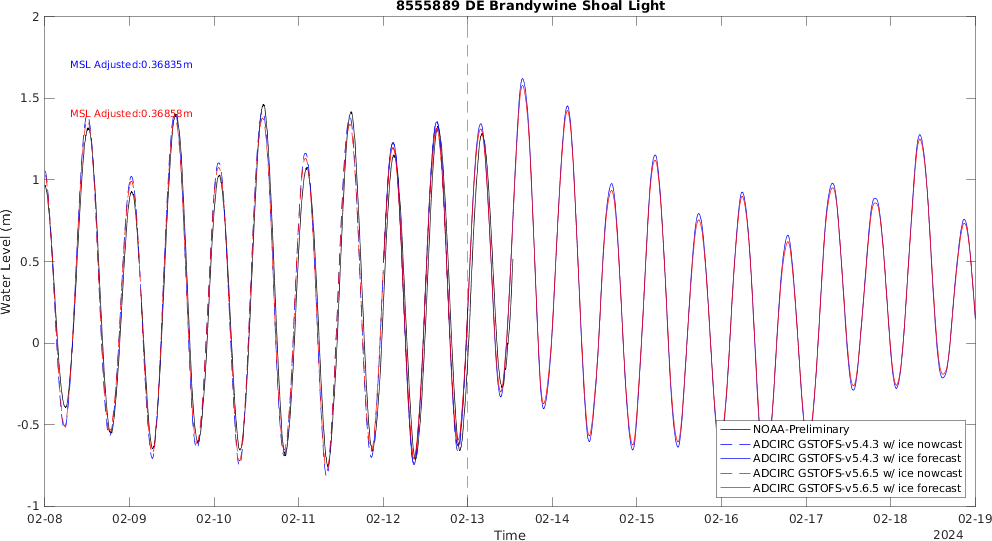 8555889 DE Brandywine Shoal Light
2
1.5
1
0.5
0
-0.5
-1
Water Level (m)
MSL Adjusted:0.36835m
MSL Adjusted:0.36858m
NOAA-Preliminary
ADCIRC GSTOFS-v5.4.3 w/ ice nowcast
ADCIRC GSTOFS-v5.4.3 w/ ice forecast
ADCIRC GSTOFS-v5.6.5 w/ ice nowcast
ADCIRC GSTOFS-v5.6.5 w/ ice forecast
02-08 02-09 02-10 02-11 02-12 02-13 02-14 02-15 02-16 02-17 02-18 02-19
Time
2024